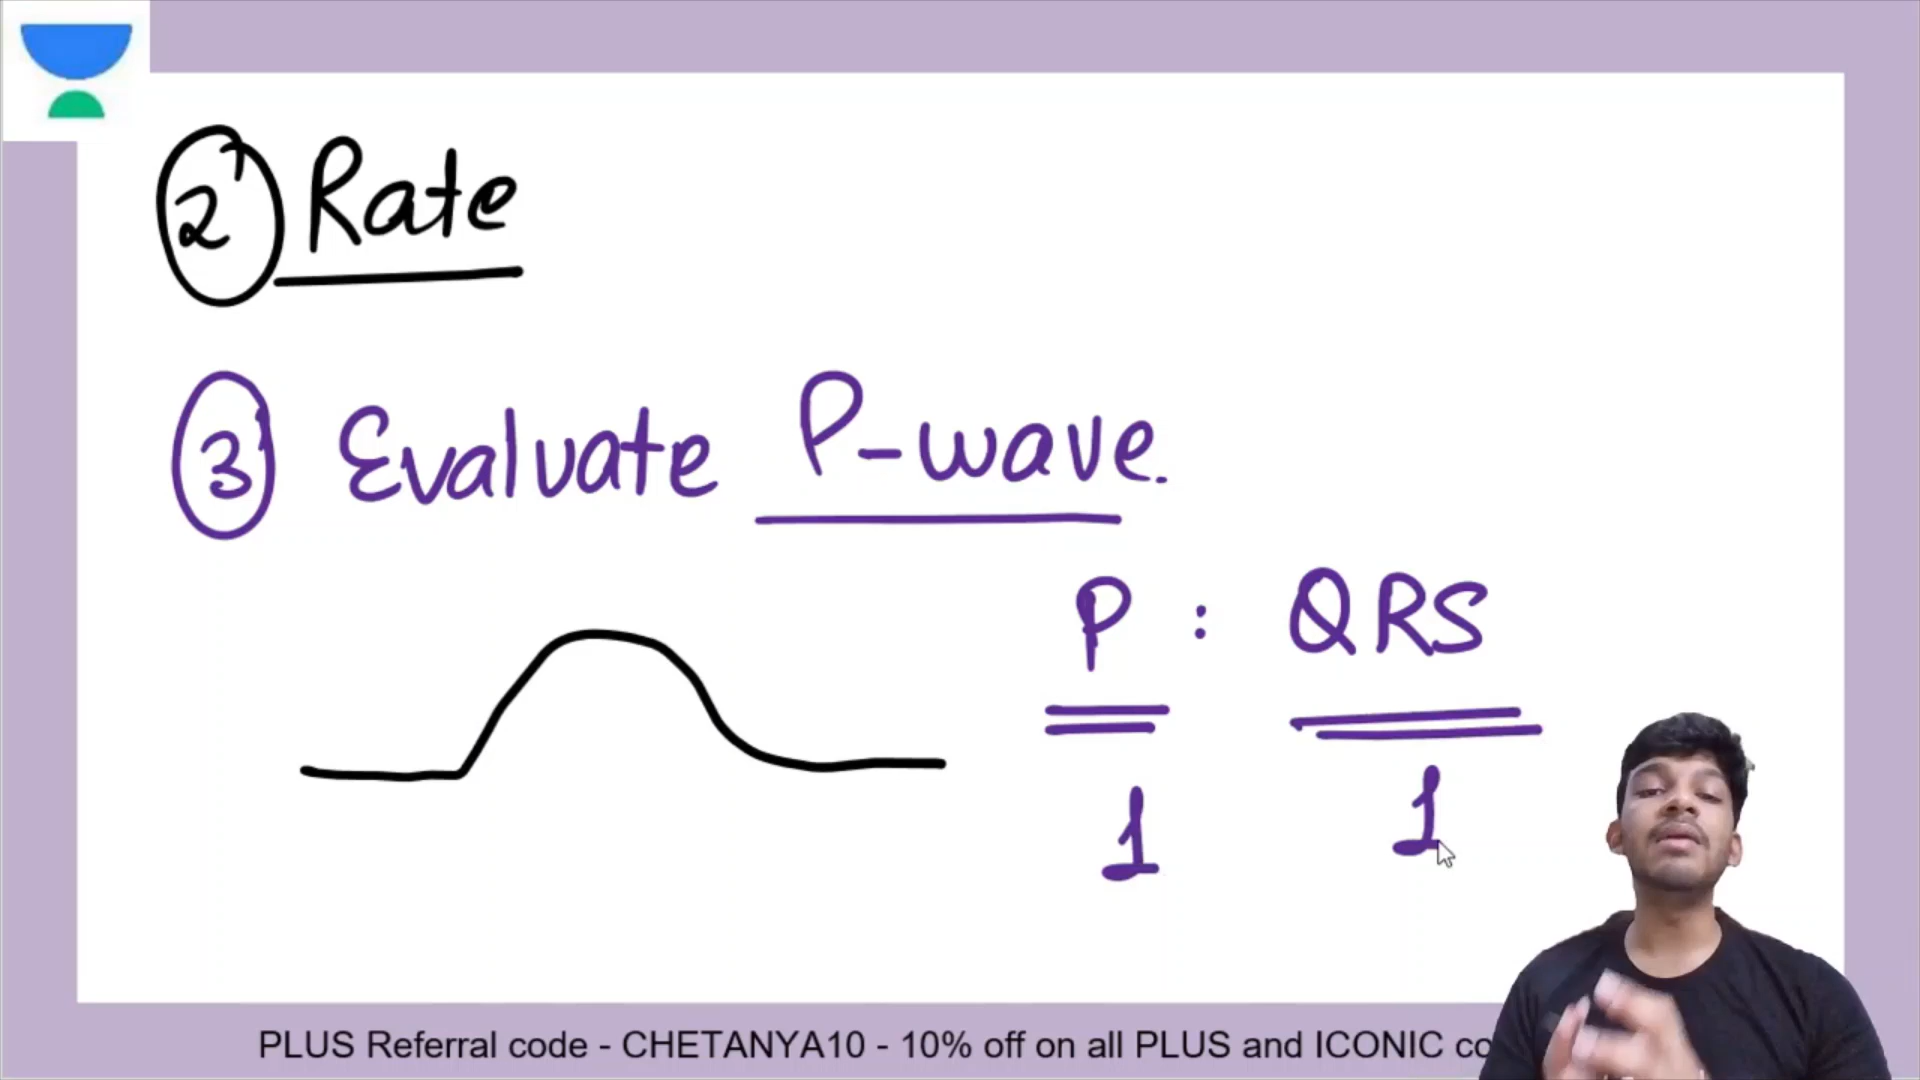 2) Rate
3) Evaluate P-wave.
P : QRS
1 1
PLUS Referral code - CHETANYA10 - 10% off on all PLUS and ICONIC